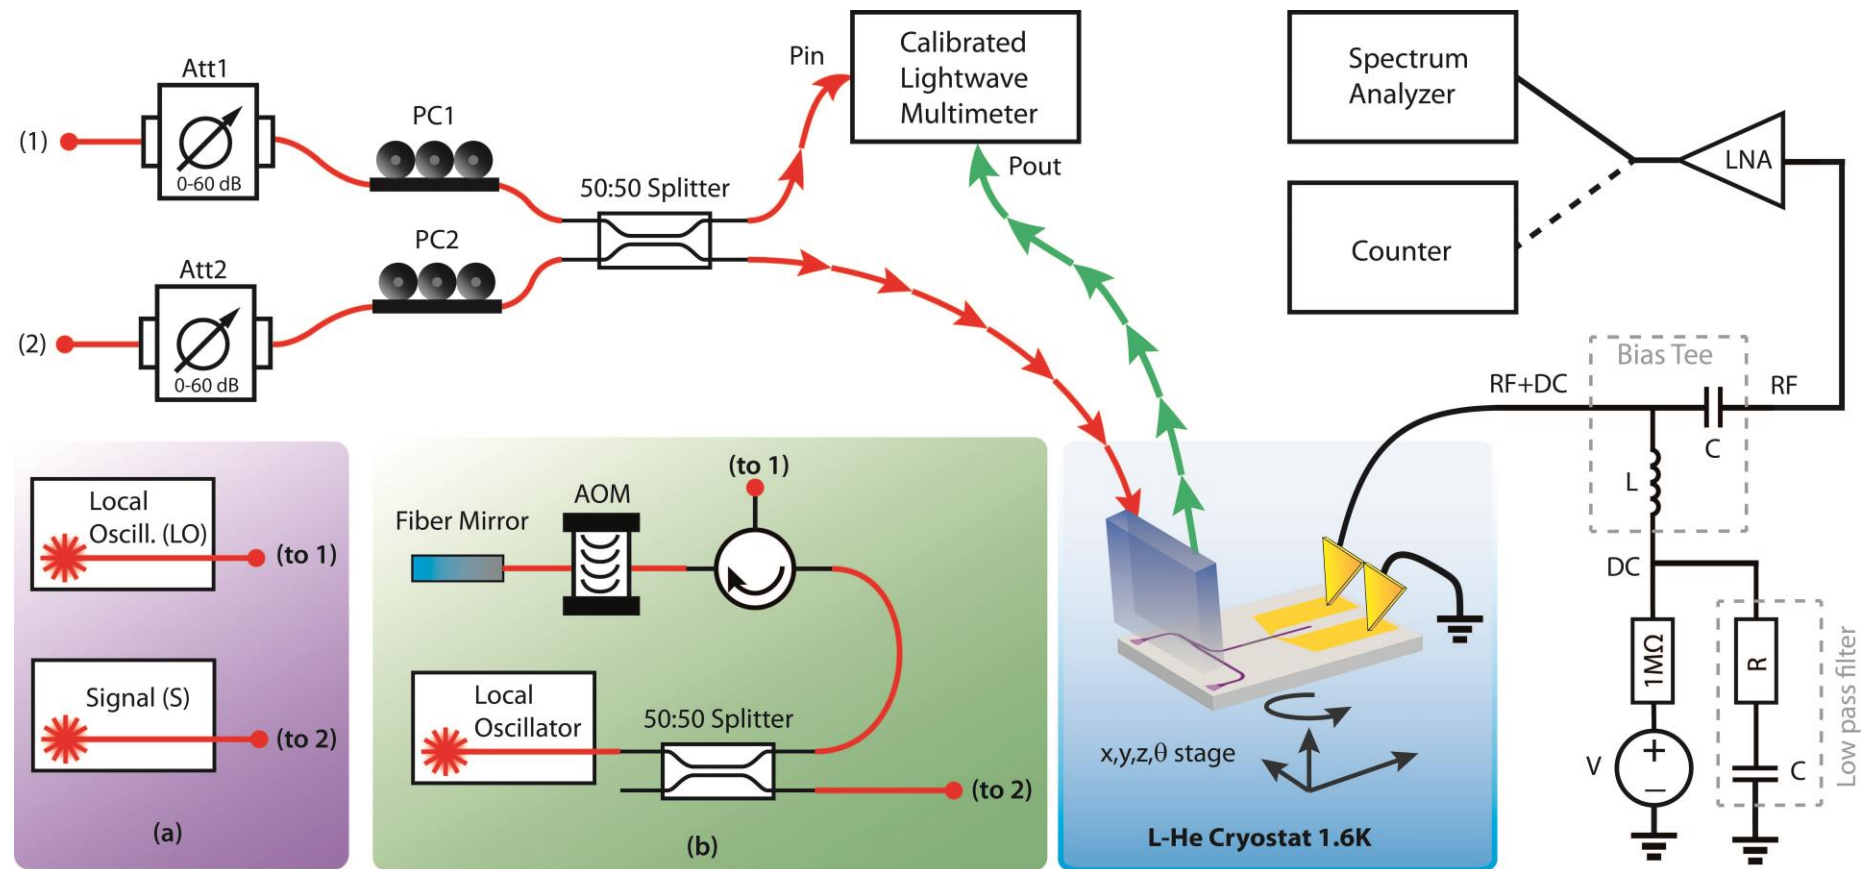 Att1
(1)
0-60 dB
PC1
50:50 Splitter
Pin
Calibrated
Lightwave
Multimeter
Pout
Spectrum
Analyzer
LNA
Counter
Att2
(2)
0-60 dB
PC2
Bias Tee
RF+DC
RF
C
L
DC
1MΩ
R
V
C
Low pass filter
Local
Oscill. (LO)
(to 1)
Signal (S)
(to 2)
(a)
(to 1)
AOM
Fiber Mirror
Local
Oscillator
50:50 Splitter
(to 2)
(b)
x,y,z,θ stage
L-He Cryostat 1.6K